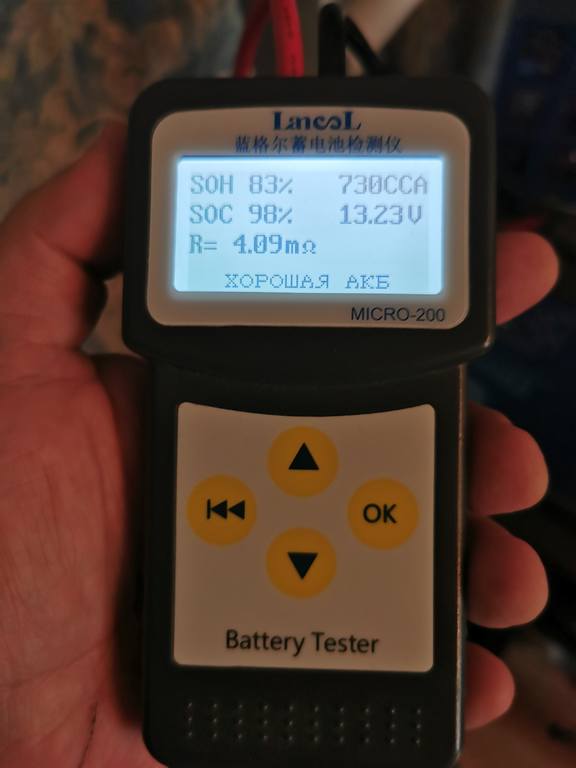 LancoL
蓝格尔蓄电池检测仪
SOH 83% 730CCA
SOC 98% 13.23V
R= 4.09mΩ
ХОРОШАЯ АКБ
MICRO-200
OK
Battery Tester